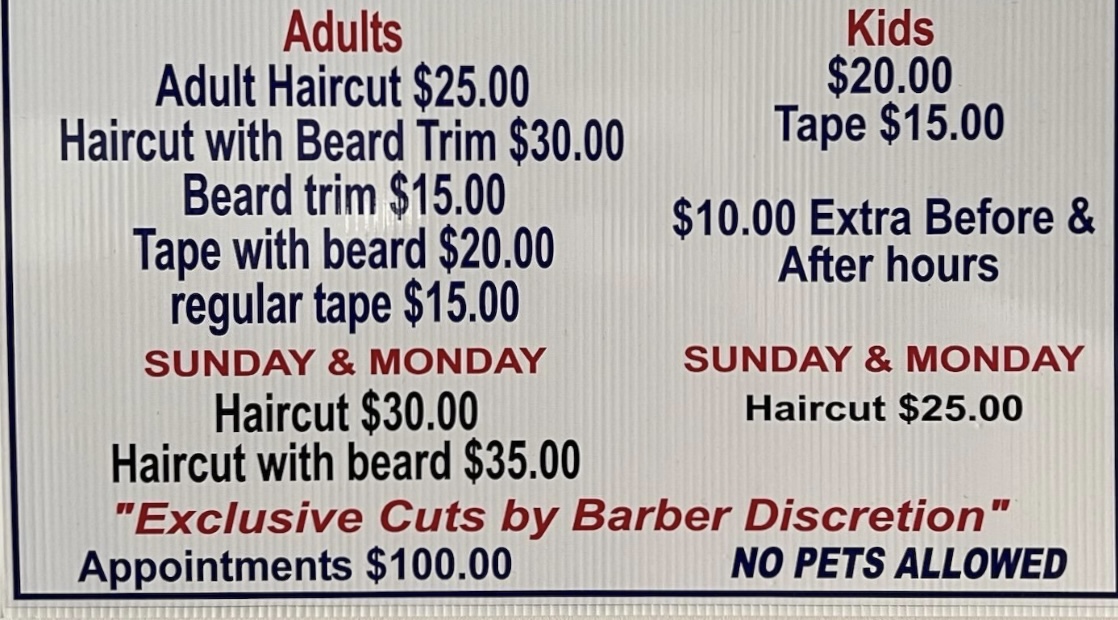 Adults
Adult Haircut $25.00
Haircut with Beard Trim $30.00
Beard trim $15.00
Tape with beard $20.00
regular tape $15.00
SUNDAY & MONDAY
Haircut $30.00
Haircut with beard $35.00
Kids
$20.00
Tape $15.00
$10.00 Extra Before &
After hours
SUNDAY & MONDAY
Haircut $25.00
"Exclusive Cuts by Barber Discretion"
Appointments $100.00
NO PETS ALLOWED